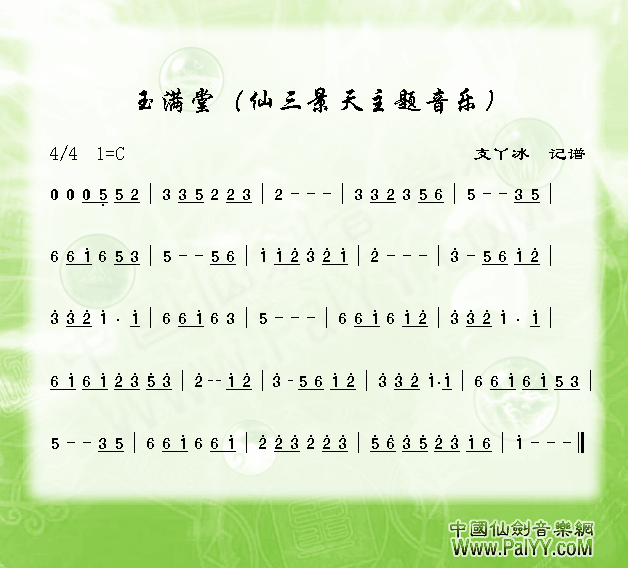 玉满堂（仙三景天主题音乐）
4/4 1=C 支丫冰 记谱
0 0 0 5̣ 5 2 | 3 3 5 2 2 3 | 2 - - - | 3 3 2 3 5 6 | 5 - - 3 5 |
6 6 i 6 5 3 | 5 - - 5 6 | i i 2̇ 3̇ 2̇ i | 2̇ - - - | 3̇ - 5 6 i 2̇ |
3̇ 3̇ 2̇ i · i | 6 6 i 6 3 | 5 - - - | 6 6 i 6 i 2̇ | 3̇ 3̇ 2̇ i · i |
6 i 6 i 2̇ 3̇ 5̇ 3̇ | 2̇ - - i 2̇ | 3̇ - 5 6 i 2̇ | 3̇ 3̇ 2̇ i · i | 6 6 i 6 i 5 3 |
5 - - 3 5 | 6 6 i 6 6 i | 2̇ 2̇ 3̇ 2̇ 2̇ 3̇ | 5̇ 6̇ 3̇ 5̇ 2̇ 3̇ i 6 | i - - - ‖
中國仙劍音樂網
www.PalYY.com